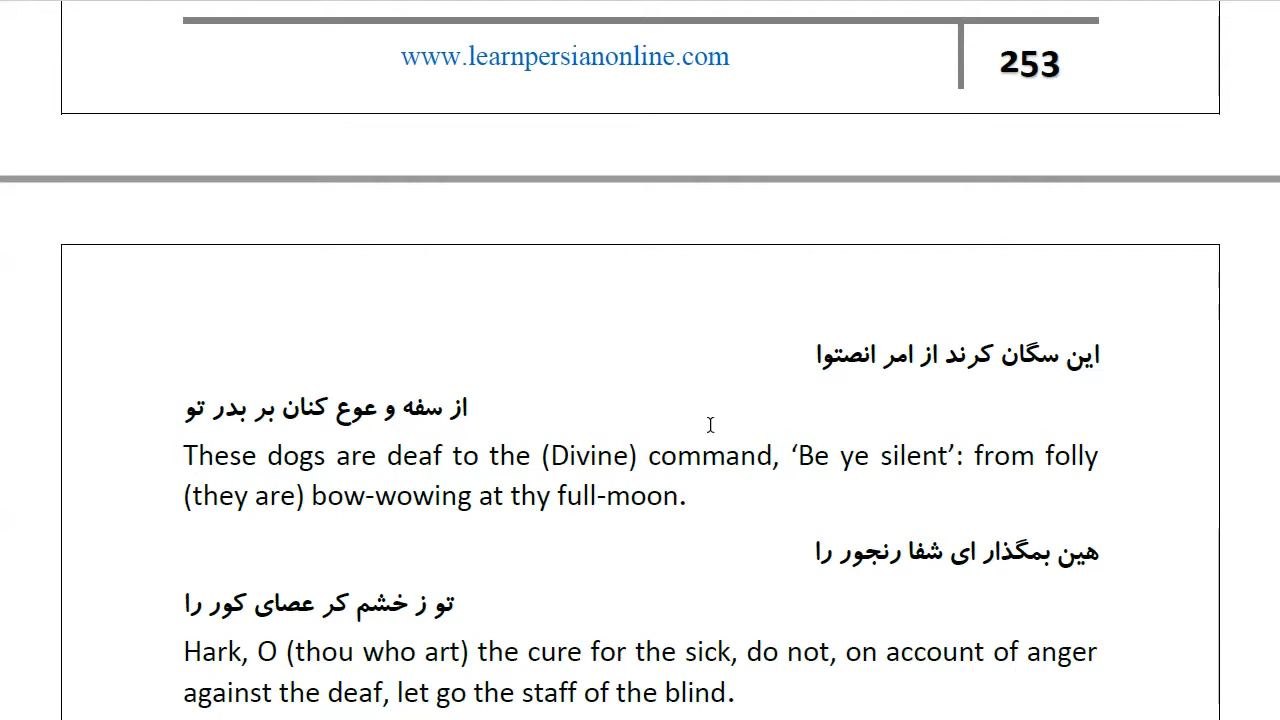 www.learnpersianonline.com
253
این سگان کرند از امر انصتوا
از سفه و عوع کنان بر بدر تو
These dogs are deaf to the (Divine) command, ‘Be ye silent’: from folly
(they are) bow-wowing at thy full-moon.
هین بمگذار ای شفا رنجور را
تو ز خشم کر عصای کور را
Hark, O (thou who art) the cure for the sick, do not, on account of anger
against the deaf, let go the staff of the blind.